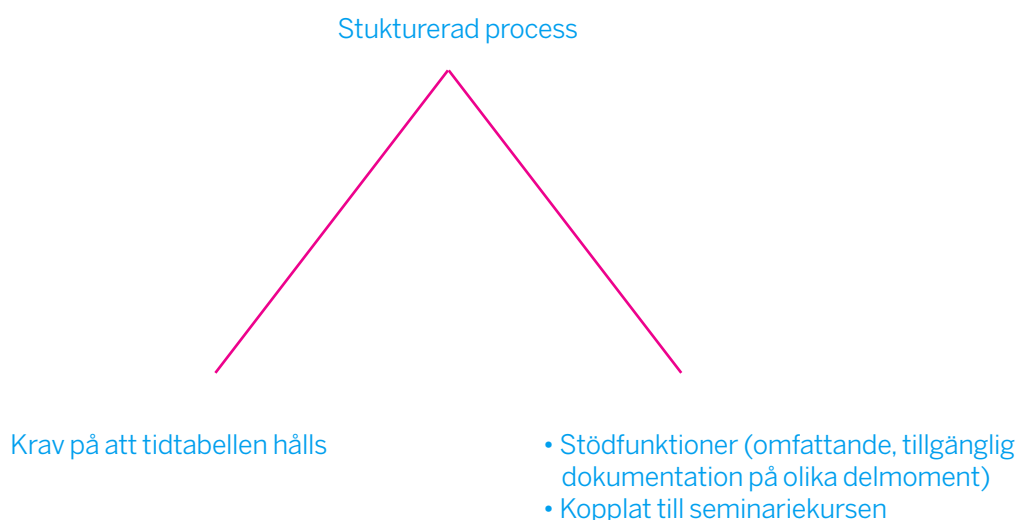 Stukturerad process
Krav på att tidtabellen hålls
• Stödfunktioner (omfattande, tillgänglig
dokumentation på olika delmoment)
• Kopplat till seminariekursen